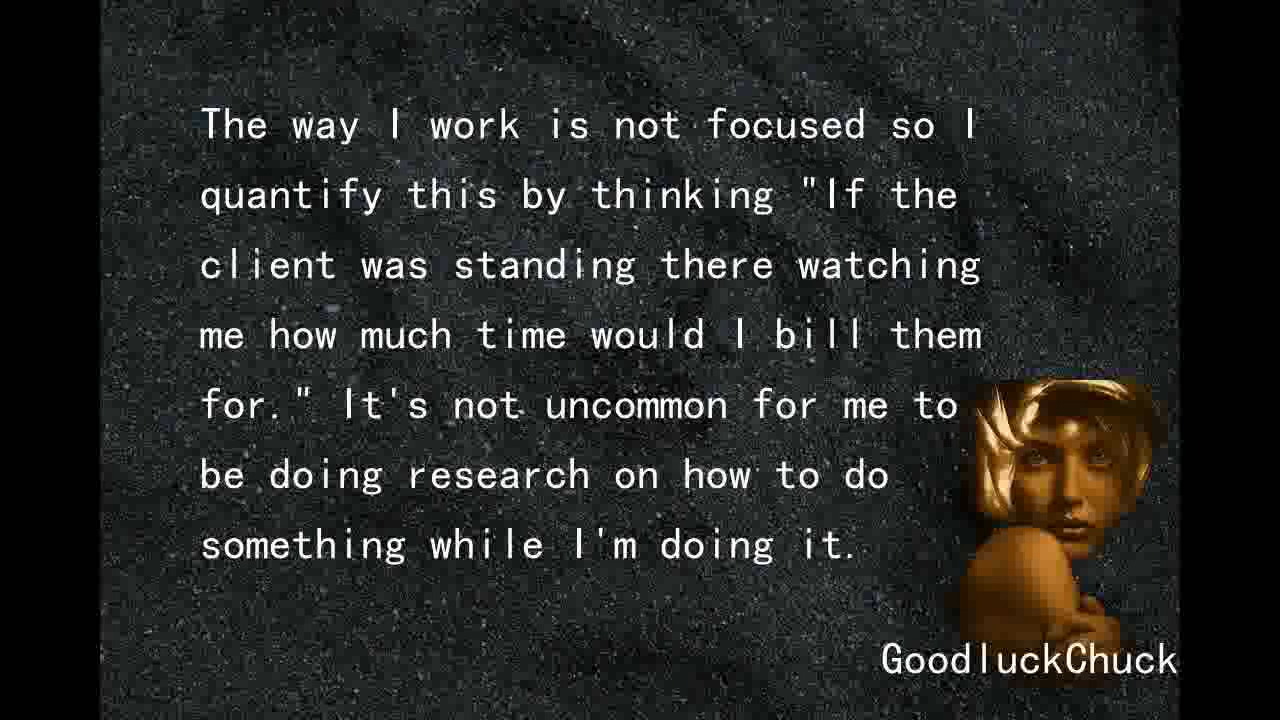 The way I work is not focused so I
quantify this by thinking "If the
client was standing there watching
me how much time would I bill them
for." It's not uncommon for me to
be doing research on how to do
something while I'm doing it.
GoodluckChuck